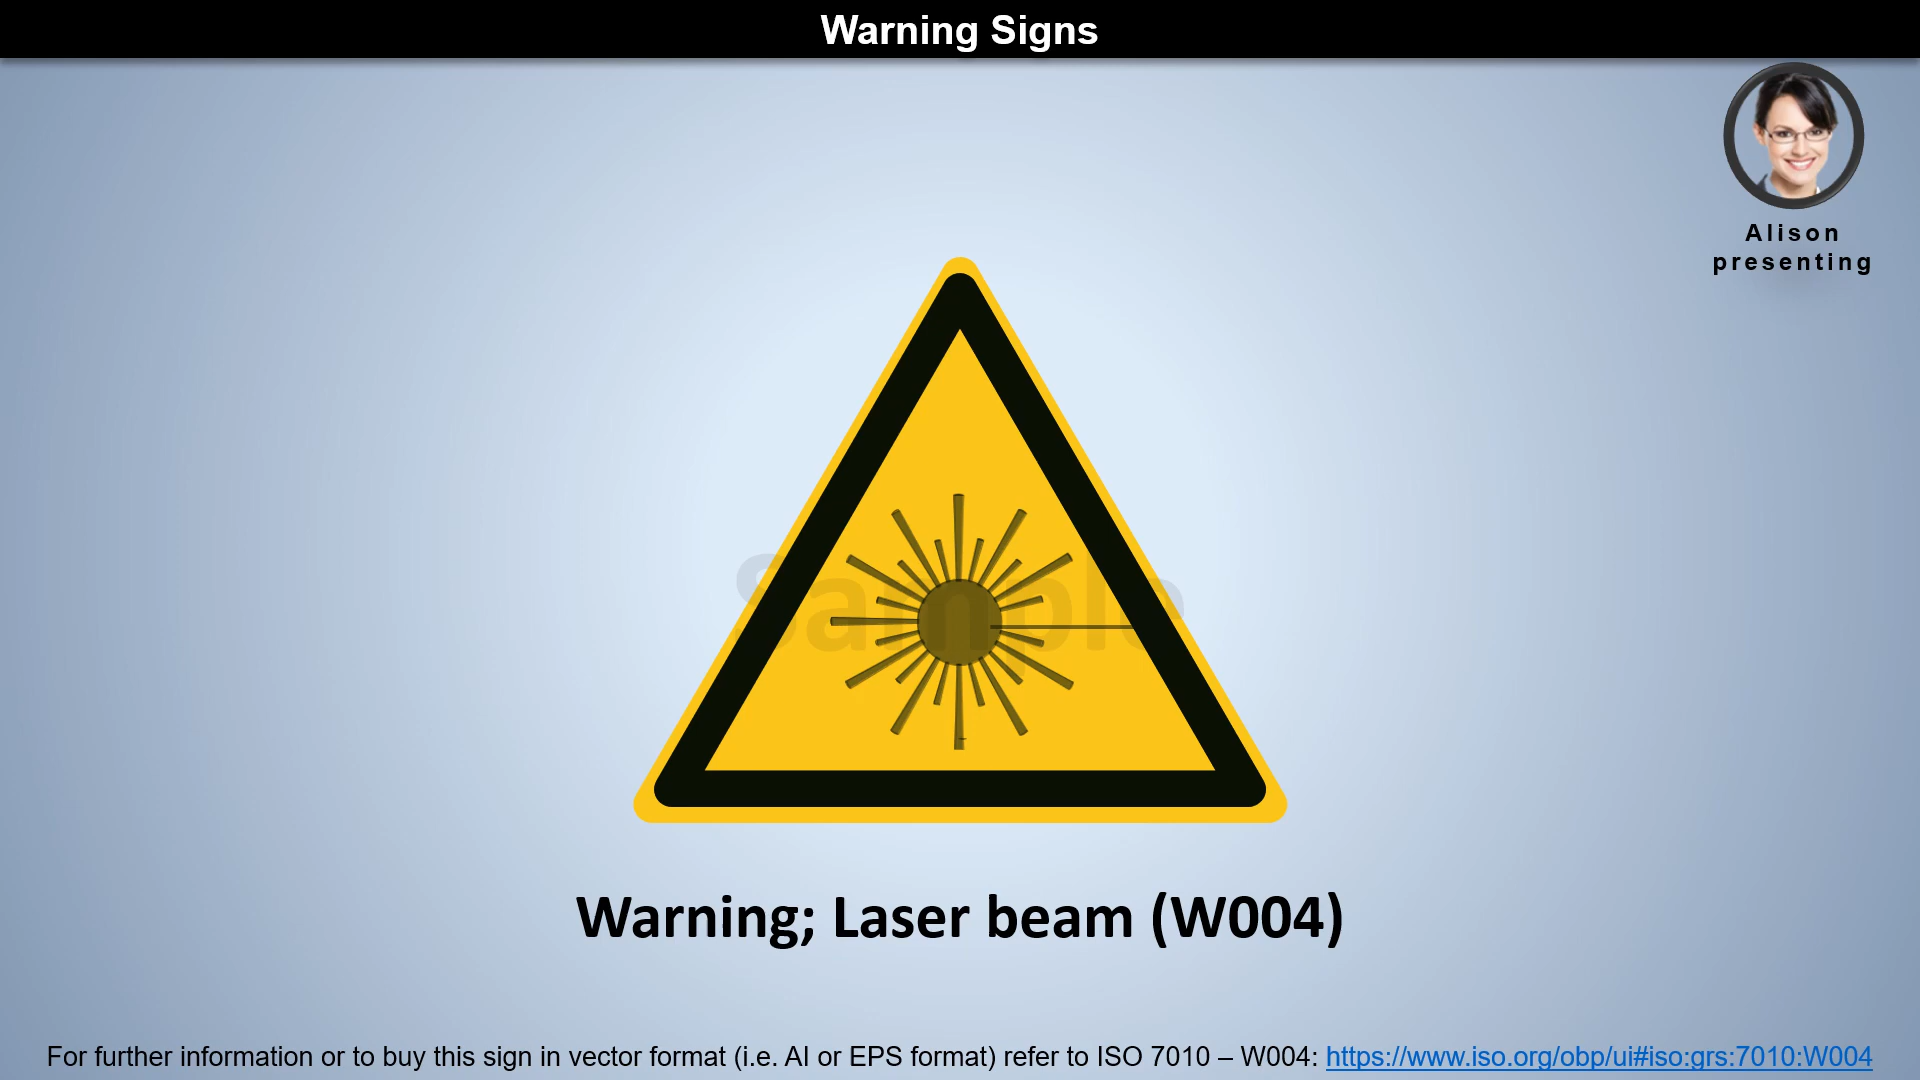 Warning Signs
Alison
presenting
Sample
Warning; Laser beam (W004)
For further information or to buy this sign in vector format (i.e. AI or EPS format) refer to ISO 7010 – W004: https://www.iso.org/obp/ui#iso:grs:7010:W004